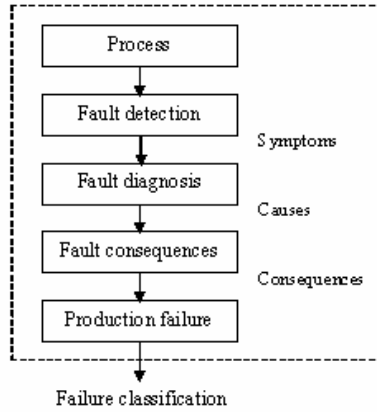 Process
Fault detection
Symptoms
Fault diagnosis
Causes
Fault consequences
Consequences
Production failure
Failure classification